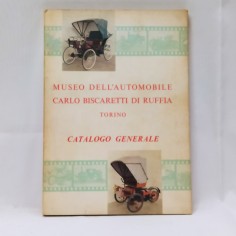 MUSEO DELL'AUTOMOBILE
CARLO BISCARETTI DI RUFFIA
TORINO
CATALOGO GENERALE